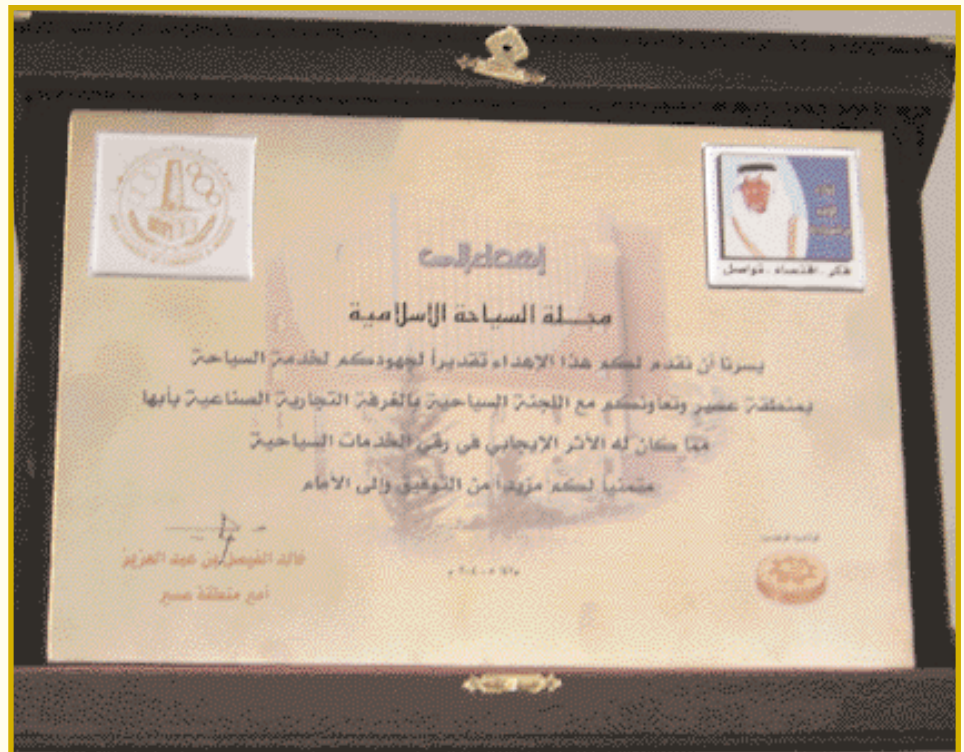 إهداء إلى
فكر - اقتصاد - تواصل
مجلة السياحة الإسلامية
يسرنا أن نقدم لكم هذا الاهداء تقديراً لجهودكم لخدمة السياحة
بمنطقة عسير وتعاونكم مع اللجنة السياحية بالغرفة التجارية الصناعية بأبها
مما كان له الأثر الإيجابي في رقي الخدمات السياحية
متمنياً لكم مزيداً من التوفيق وإلى الأمام
خالد الفيصل بن عبد العزيز
أمير منطقة عسير